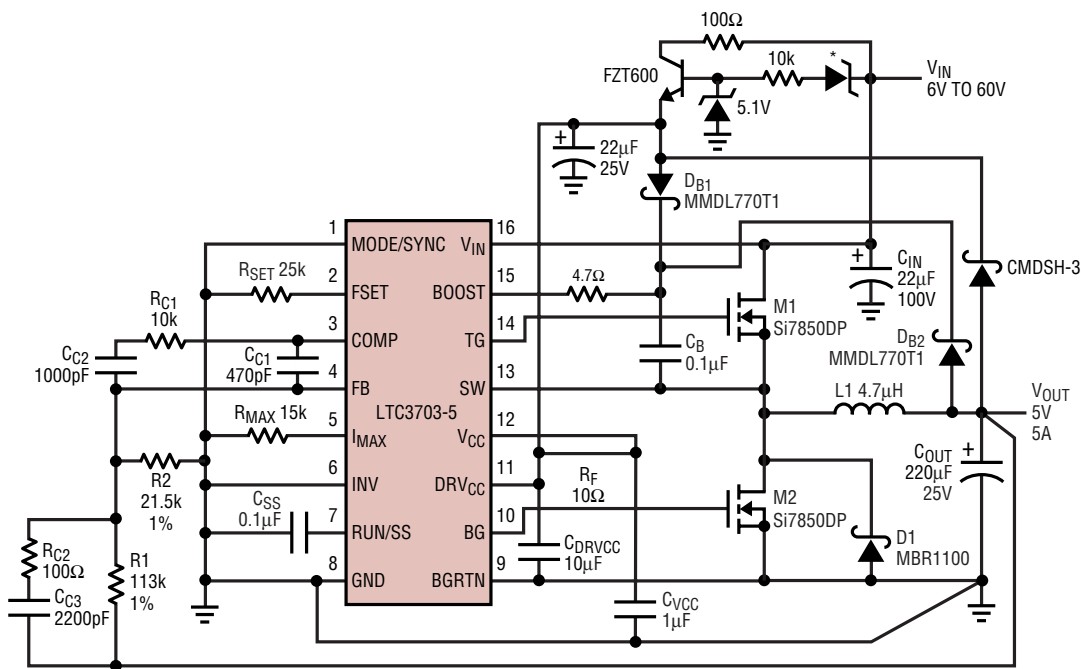 100Ω
10k
*
FZT600
V_IN
6V TO 60V
5.1V
+
22µF
25V
D_B1
MMDL770T1
1
MODE/SYNC
V_IN
16
R_SET 25k
2
FSET
BOOST
15
4.7Ω
+
C_IN
22µF
100V
CMDSH-3
R_C1
10k
3
COMP
TG
14
M1
Si7850DP
C_C2
1000pF
C_C1
470pF
4
FB
SW
13
C_B
0.1µF
D_B2
MMDL770T1
L1 4.7µH
V_OUT
5V
5A
LTC3703-5
R_MAX 15k
5
I_MAX
V_CC
12
R2
21.5k
1%
6
INV
DRV_CC
11
R_F
10Ω
C_OUT
+
220µF
25V
C_SS
0.1µF
7
RUN/SS
BG
10
M2
Si7850DP
D1
MBR1100
R_C2
100Ω
R1
113k
1%
8
GND
BGRTN
9
C_DRVCC
10µF
C_C3
2200pF
C_VCC
1µF